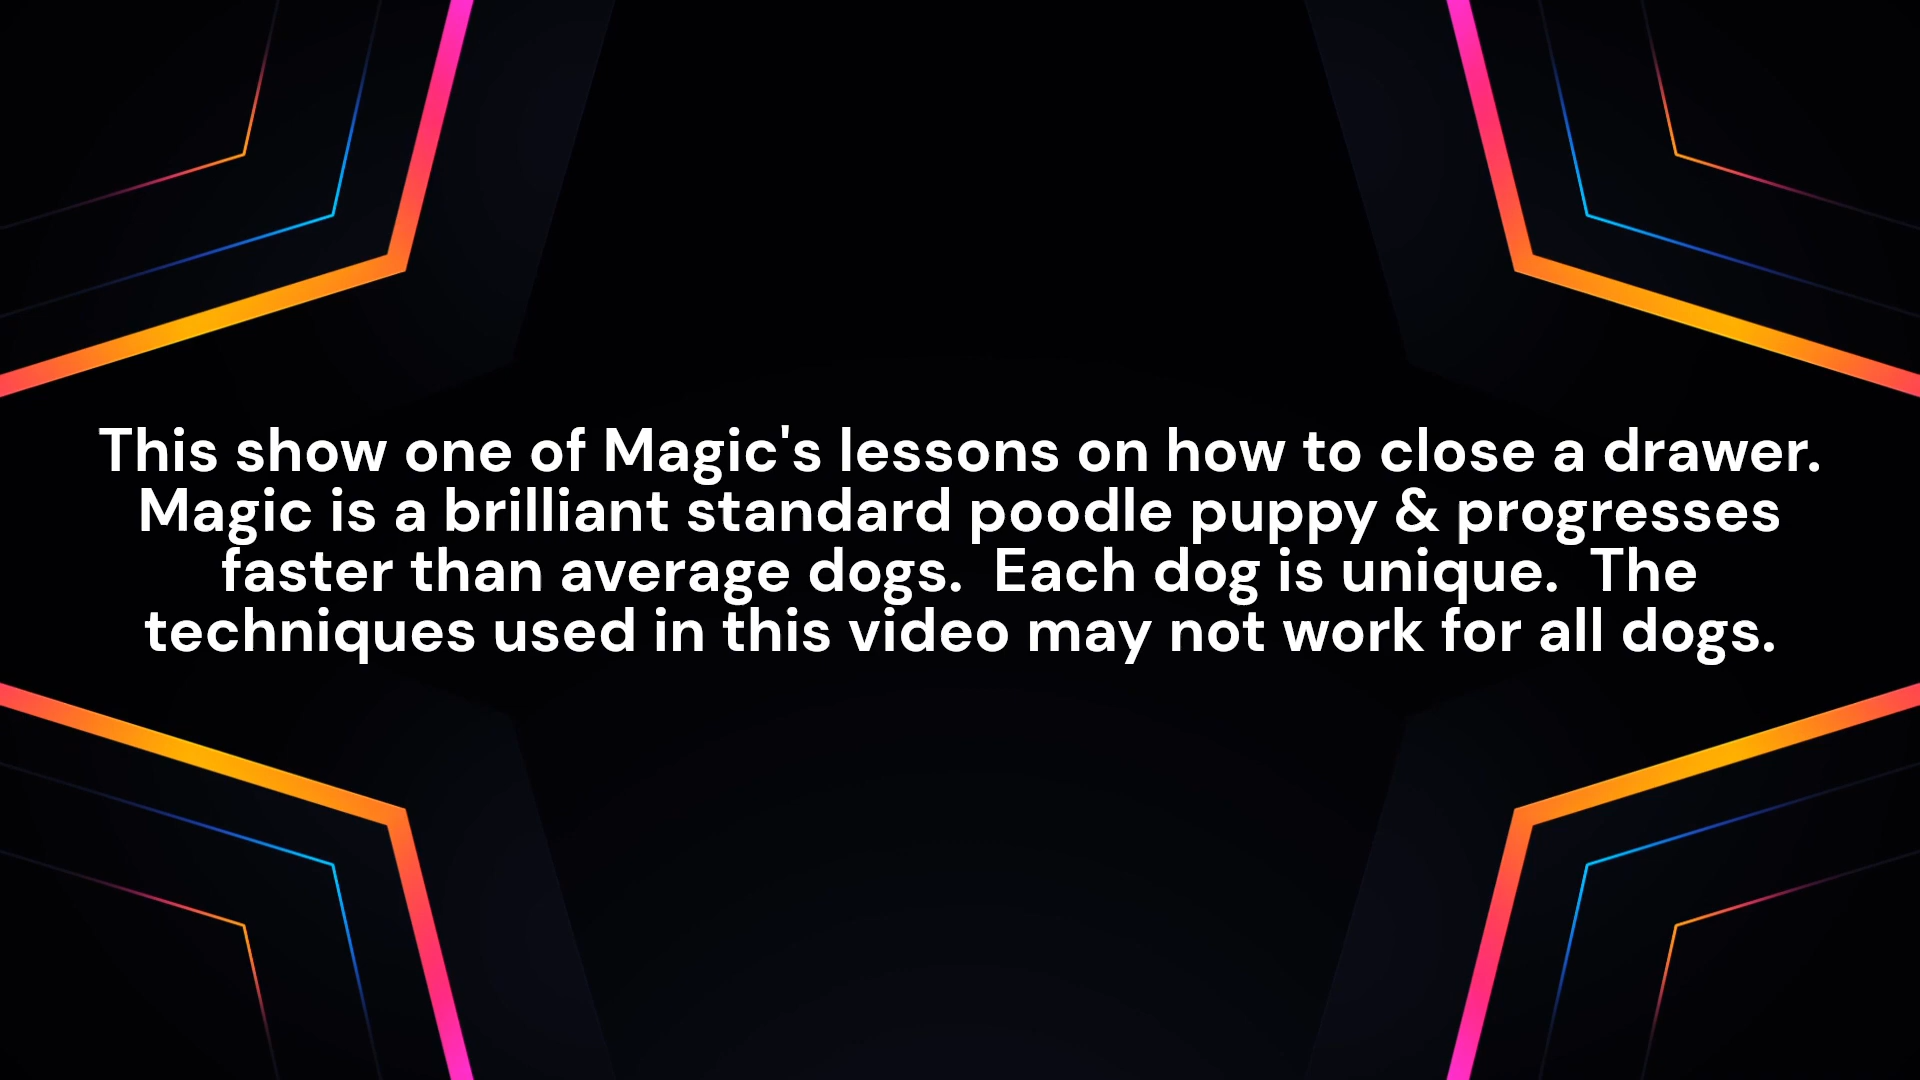 This show one of Magic's lessons on how to close a drawer.
Magic is a brilliant standard poodle puppy & progresses
faster than average dogs.  Each dog is unique.  The
techniques used in this video may not work for all dogs.